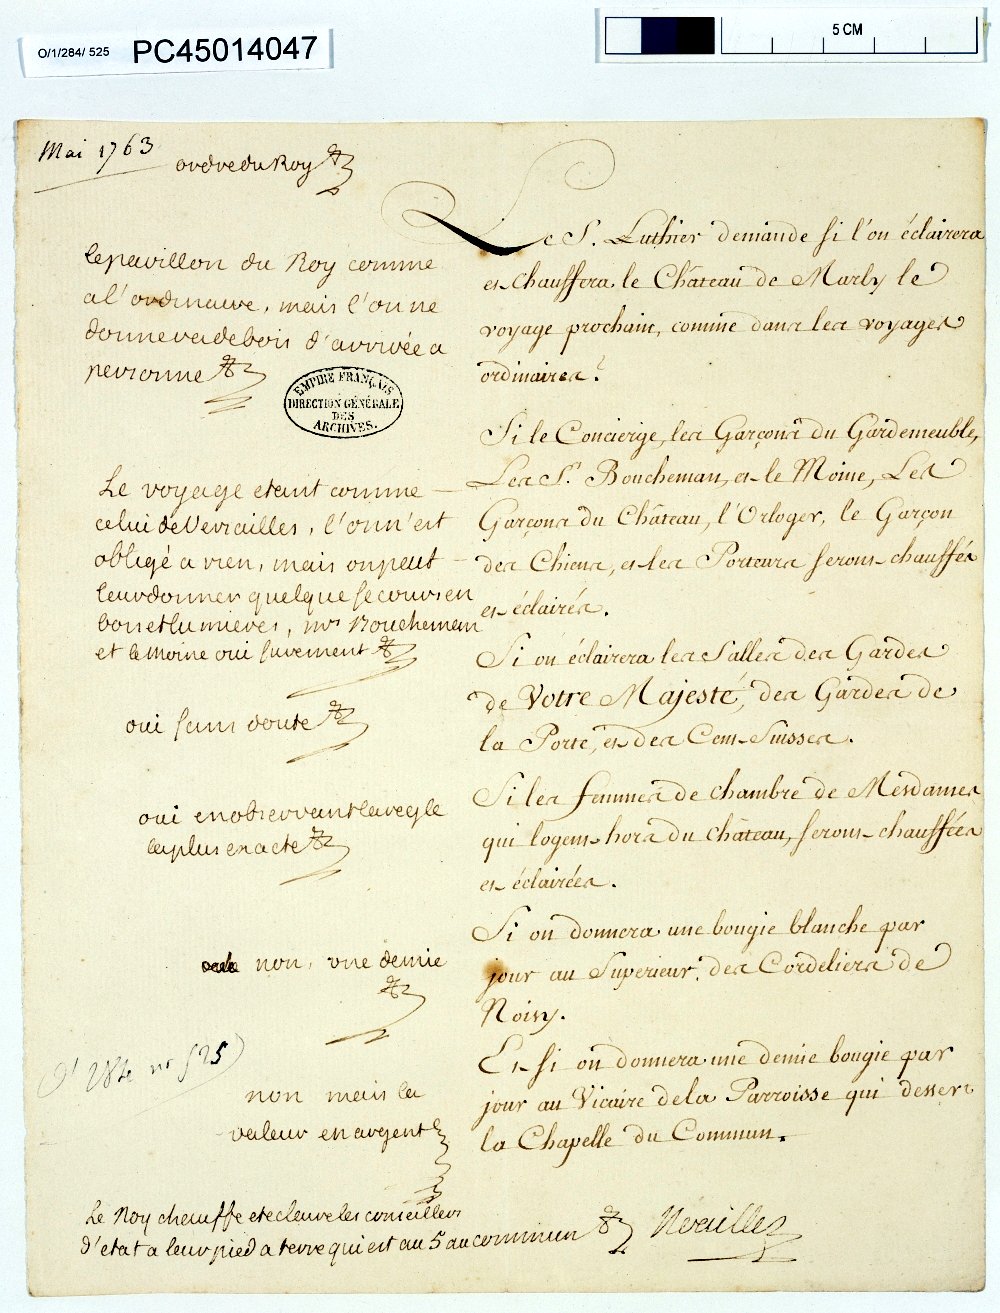 O/1/284/ 525 PC45014047
5 CM
Mai 1763
ordre du Roy
le pavillon du Roy comme
a l'ordinaire, mais l'on ne
donnera de bois d'arrivée a
personne
EMPIRE FRANÇAIS
DIRECTION GÉNÉRALE
DES
ARCHIVES.
Le voyage etant comme
celui de Versailles, l'on n'est
obligé a rien, mais on peut
leur donner quelque secours en
bois et lumieres, mrs Boucheman
et le moine oui surement
oui sans doute
oui en observant la regle
la plus exacte
non, une demie
O1 284 no 525
non mais la
valeur en argent
Le Roy chauffe et eclaire les conseillers
d'etat a leur pied a terre qui est au 5 au commun
Le S. Luthier demande si l'on éclairera
et chauffera le Château de Marly le
voyage prochain, comme dans les voyages
ordinaires?
Si le Concierge, les Garçons du Gardemeuble,
Les Srs. Boucheman, et le Moine, Les
Garçons du Château, l'Orloger, le Garçon
des Chiens, et les Porteurs seront chauffés
et éclairés.
Si on éclairera les Salles des Gardes
de Votre Majesté, des Gardes de
la Porte, et des Cent Suisses.
Si les femmes de chambre de Mesdames
qui logent hors du château, seront chauffées
et éclairées.
Si on donnera une bougie blanche par
jour au Superieur des Cordeliers de
Noisy.
Et si on donnera une demie bougie par
jour au Vicaire de la Parroisse qui dessert
la Chapelle du Commun.
Noailles